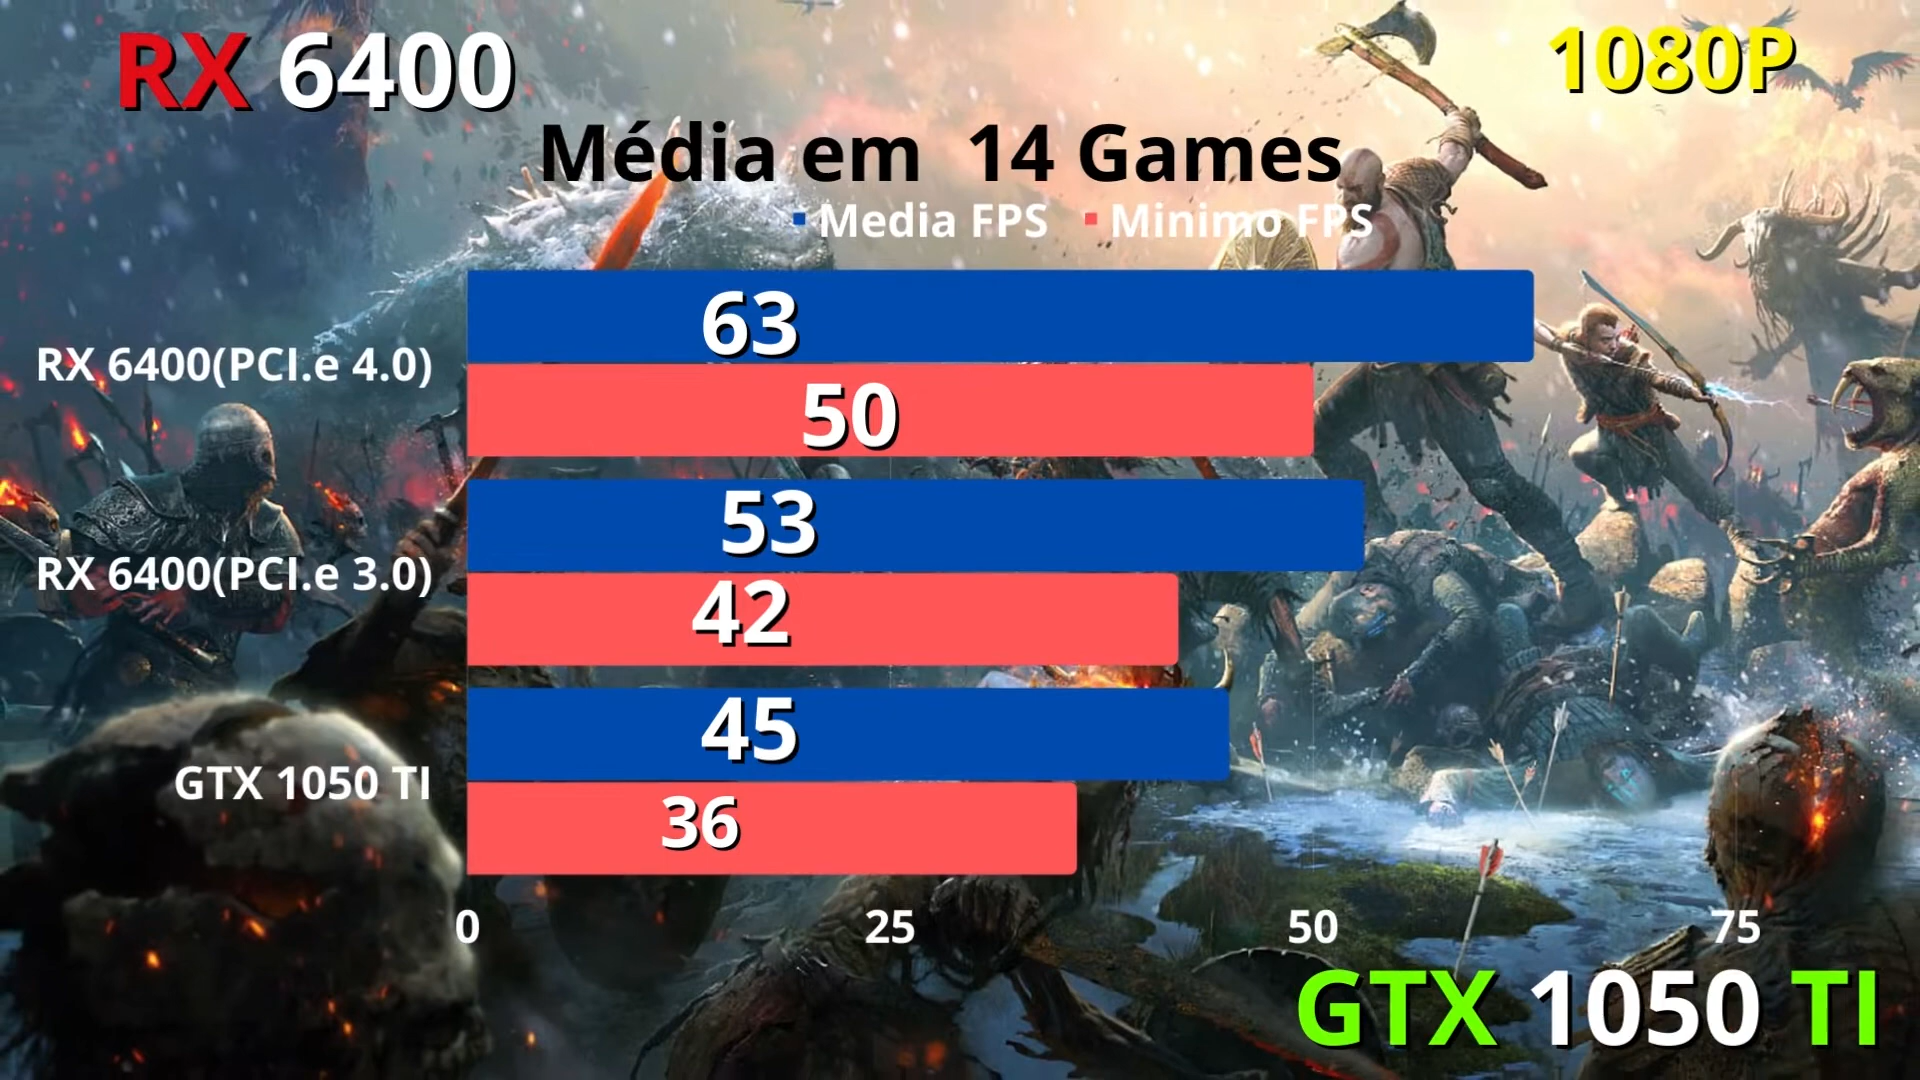 RX 6400
1080P
Média em 14 Games
Media FPS Minimo FPS
63
RX 6400(PCI.e 4.0)
50
53
RX 6400(PCI.e 3.0)
42
45
GTX 1050 TI
36
0 25 50 75
GTX 1050 TI